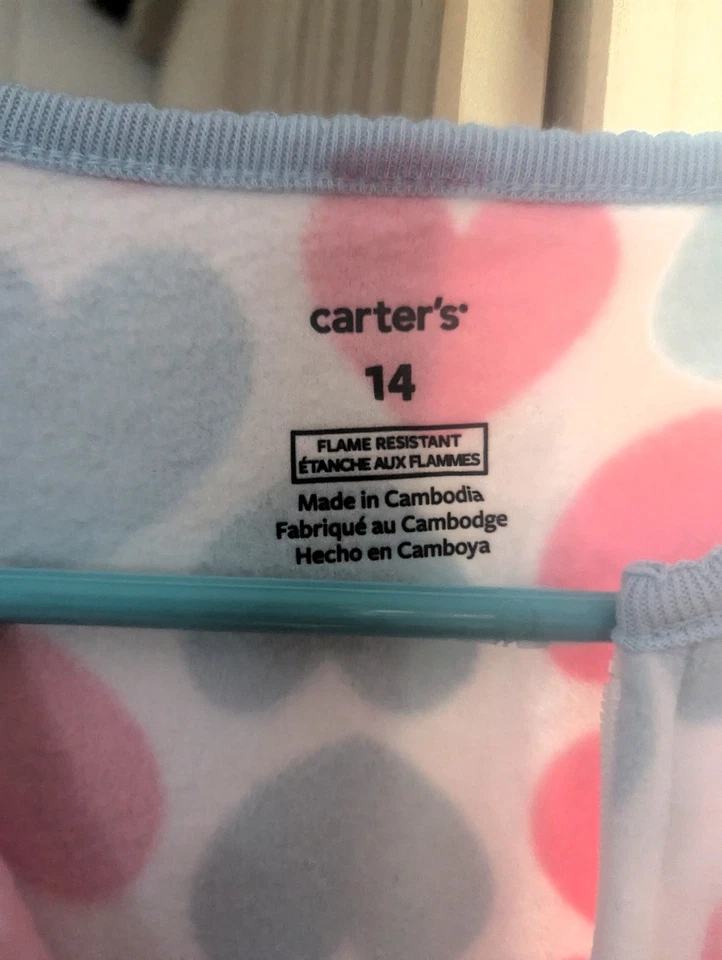 carter's
14
FLAME RESISTANT
ÉTANCHE AUX FLAMMES
Made in Cambodia
Fabriqué au Cambodge
Hecho en Camboya